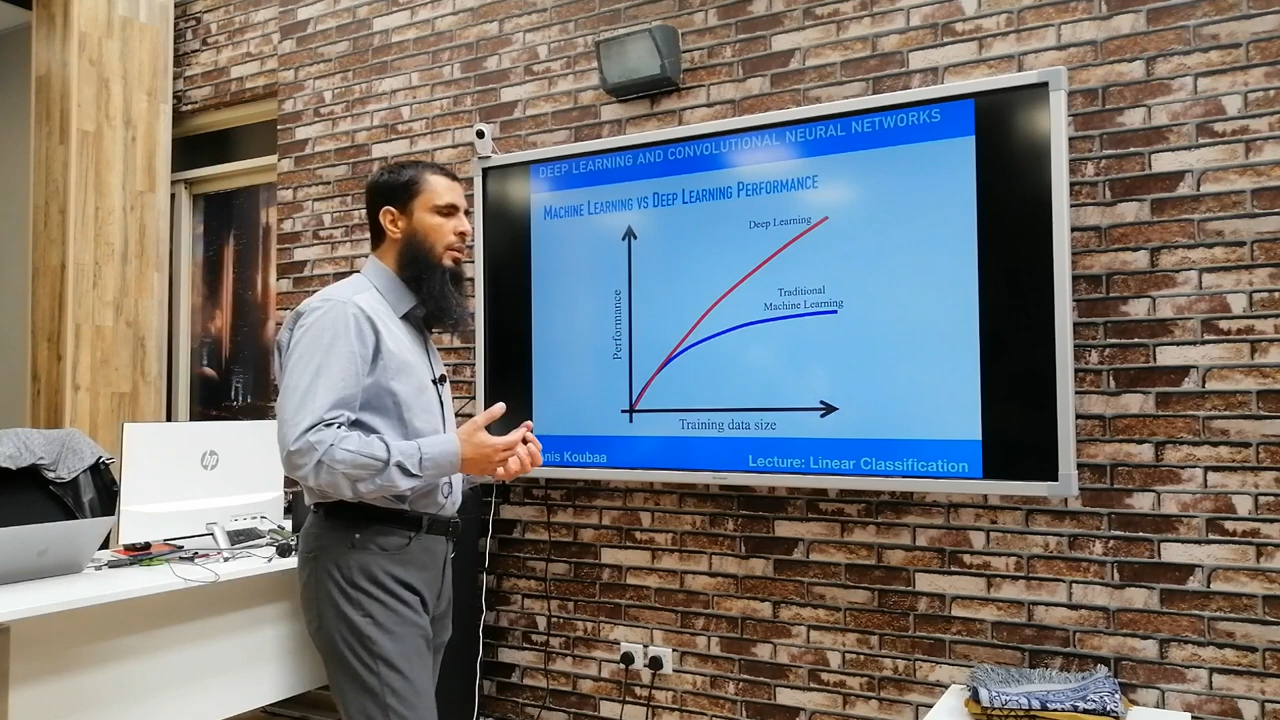 DEEP LEARNING AND CONVOLUTIONAL NEURAL NETWORKS
MACHINE LEARNING VS DEEP LEARNING PERFORMANCE
Deep Learning
Traditional
Machine Learning
Performance
Training data size
nis Koubaa
Lecture: Linear Classification
hp